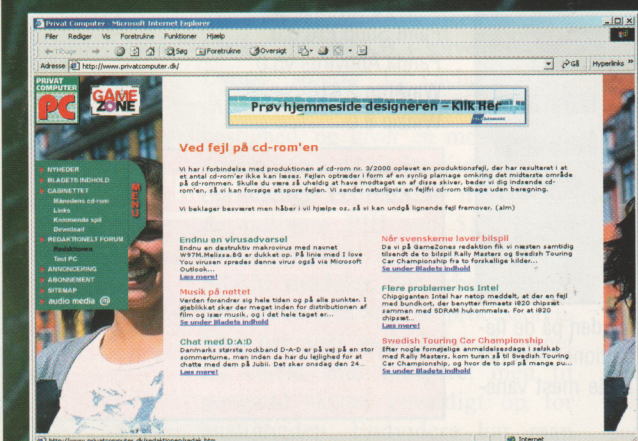 Privat Computer - Microsoft Internet Explorer
Filer Rediger Vis Foretrukne Funktioner Hjælp
Tilbage Søg Foretrukne Oversigt
Adresse http://www.privatcomputer.dk/ Gå Hyperlinks »
PRIVAT
COMPUTER
PC
GAME
ZONE
Prøv hjemmeside designeren - Klik Her
MENU
NYHEDER
BLADETS INDHOLD
CABINETTET
Månedens cd-rom
Links
Kommende spil
Download
REDAKTIONELT FORUM
Redaktionen
Test PC
ANNONCERING
ABONNEMENT
SITEMAP
audio media @
Ved fejl på cd-rom'en
Vi har i forbindelse med produktionen af cd-rom nr. 3/2000 oplevet en produktionsfejl, der har resulteret i at
et antal cd-rom'er ikke kan læses. Fejlen optræder i form af en synlig plamage omkring det midterste område
på cd-rommen. Skulle du være så uheldig at have modtaget en af disse skiver, beder vi dig indsende cd-
rom'en, så vi kan forsøge at spore fejlen. Vi sender naturligvis en fejlfri cd-rom tilbage uden beregning.
Vi beklager besværet men håber i vil hjælpe os, så vi kan undgå lignende fejl fremover. (alm)
Endnu en virusadvarsel
Endnu en destruktiv makrovirus med navnet
W97M.Melissa.BG er dukket op. På linie med I Love
You virusen spredes denne virus også via Microsoft
Outlook...
Læs mere!
Musik på nettet
Verden forandrer sig hele tiden og på alle punkter. I
øjeblikket sker der meget inden for distributionen af
film og især musik, og i det hele taget er...
Se under Bladets indhold
Chat med D:A:D
Danmarks største rockband D-A-D er på vej på en stor
sommerturne, men inden da har du lejlighed for at
chatte med dem på Jubii. Det sker onsdag den 24...
Læs mere!
Når svenskerne laver bilspil
Da vi på GameZones redaktion fik vi næsten samtidig
tilsendt de to bilspil Rally Masters og Swedish Touring
Car Championship fra to forskellige kilder...
Se under Bladets indhold
Flere problemer hos Intel
Chipgiganten Intel har netop meddelt, at der en fejl
med bundkort, der benytter firmaets i820 chipsæt
sammen med SDRAM hukommelse. For at i820
chipsæt...
Læs mere!
Swedish Touring Car Championship
Efter nogle fornøjelige anmeldelsesdage i selskab
med Rally Masters, kom turen så til Swedish Touring
Car Championship, og hvor de to spil på mange pu...
Se under Bladets indhold
http://www.privatcomputer.dk/redaktionen/redak.htm Internet